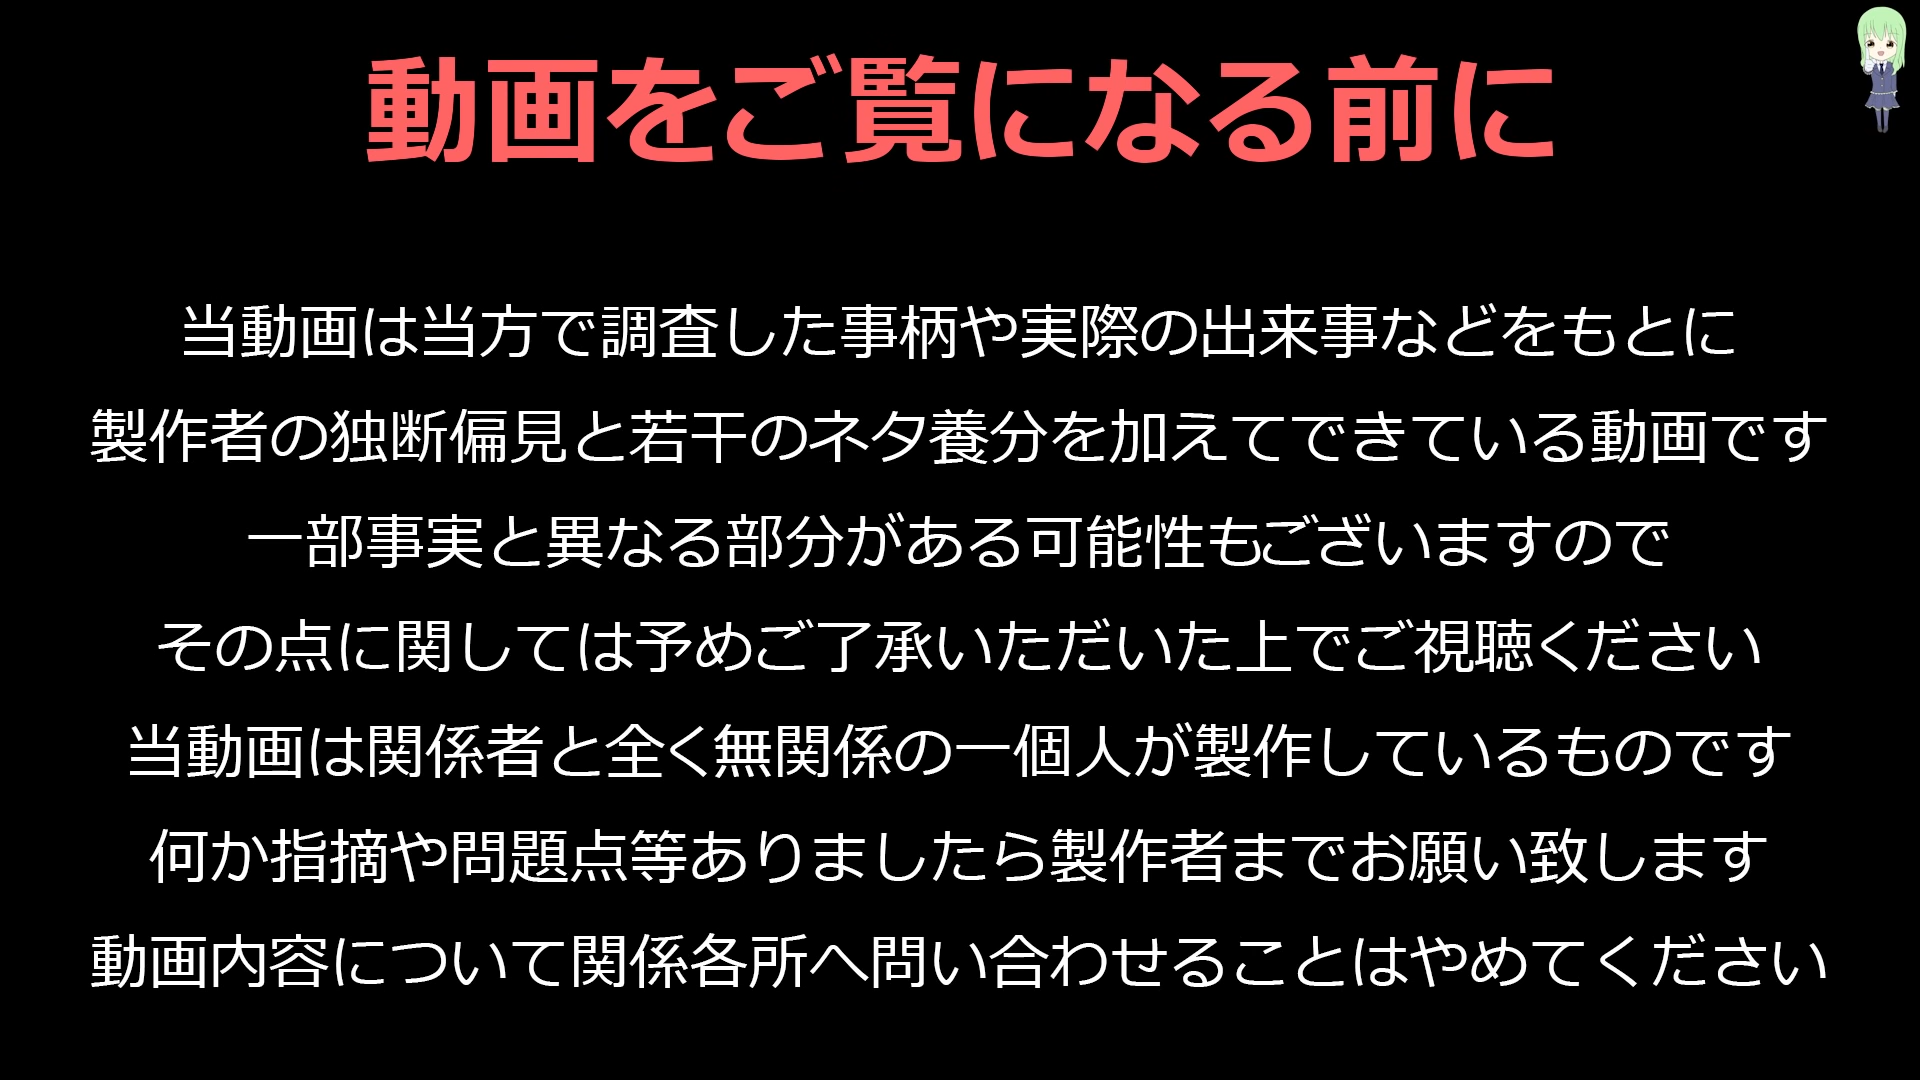 動画をご覧になる前に
当動画は当方で調査した事柄や実際の出来事などをもとに
製作者の独断偏見と若干のネタ養分を加えてできている動画です
一部事実と異なる部分がある可能性もございますので
その点に関しては予めご了承いただいた上でご視聴ください
当動画は関係者と全く無関係の一個人が製作しているものです
何か指摘や問題点等ありましたら製作者までお願い致します
動画内容について関係各所へ問い合わせることはやめてください